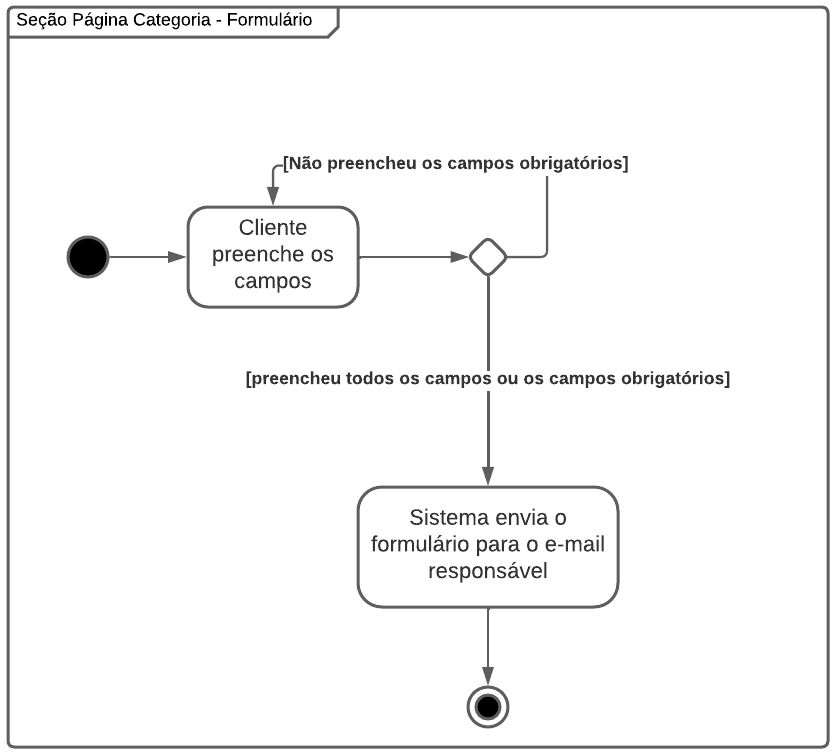 Seção Página Categoria - Formulário
[Não preencheu os campos obrigatórios]
Cliente
preenche os
campos
[preencheu todos os campos ou os campos obrigatórios]
Sistema envia o
formulário para o e-mail
responsável